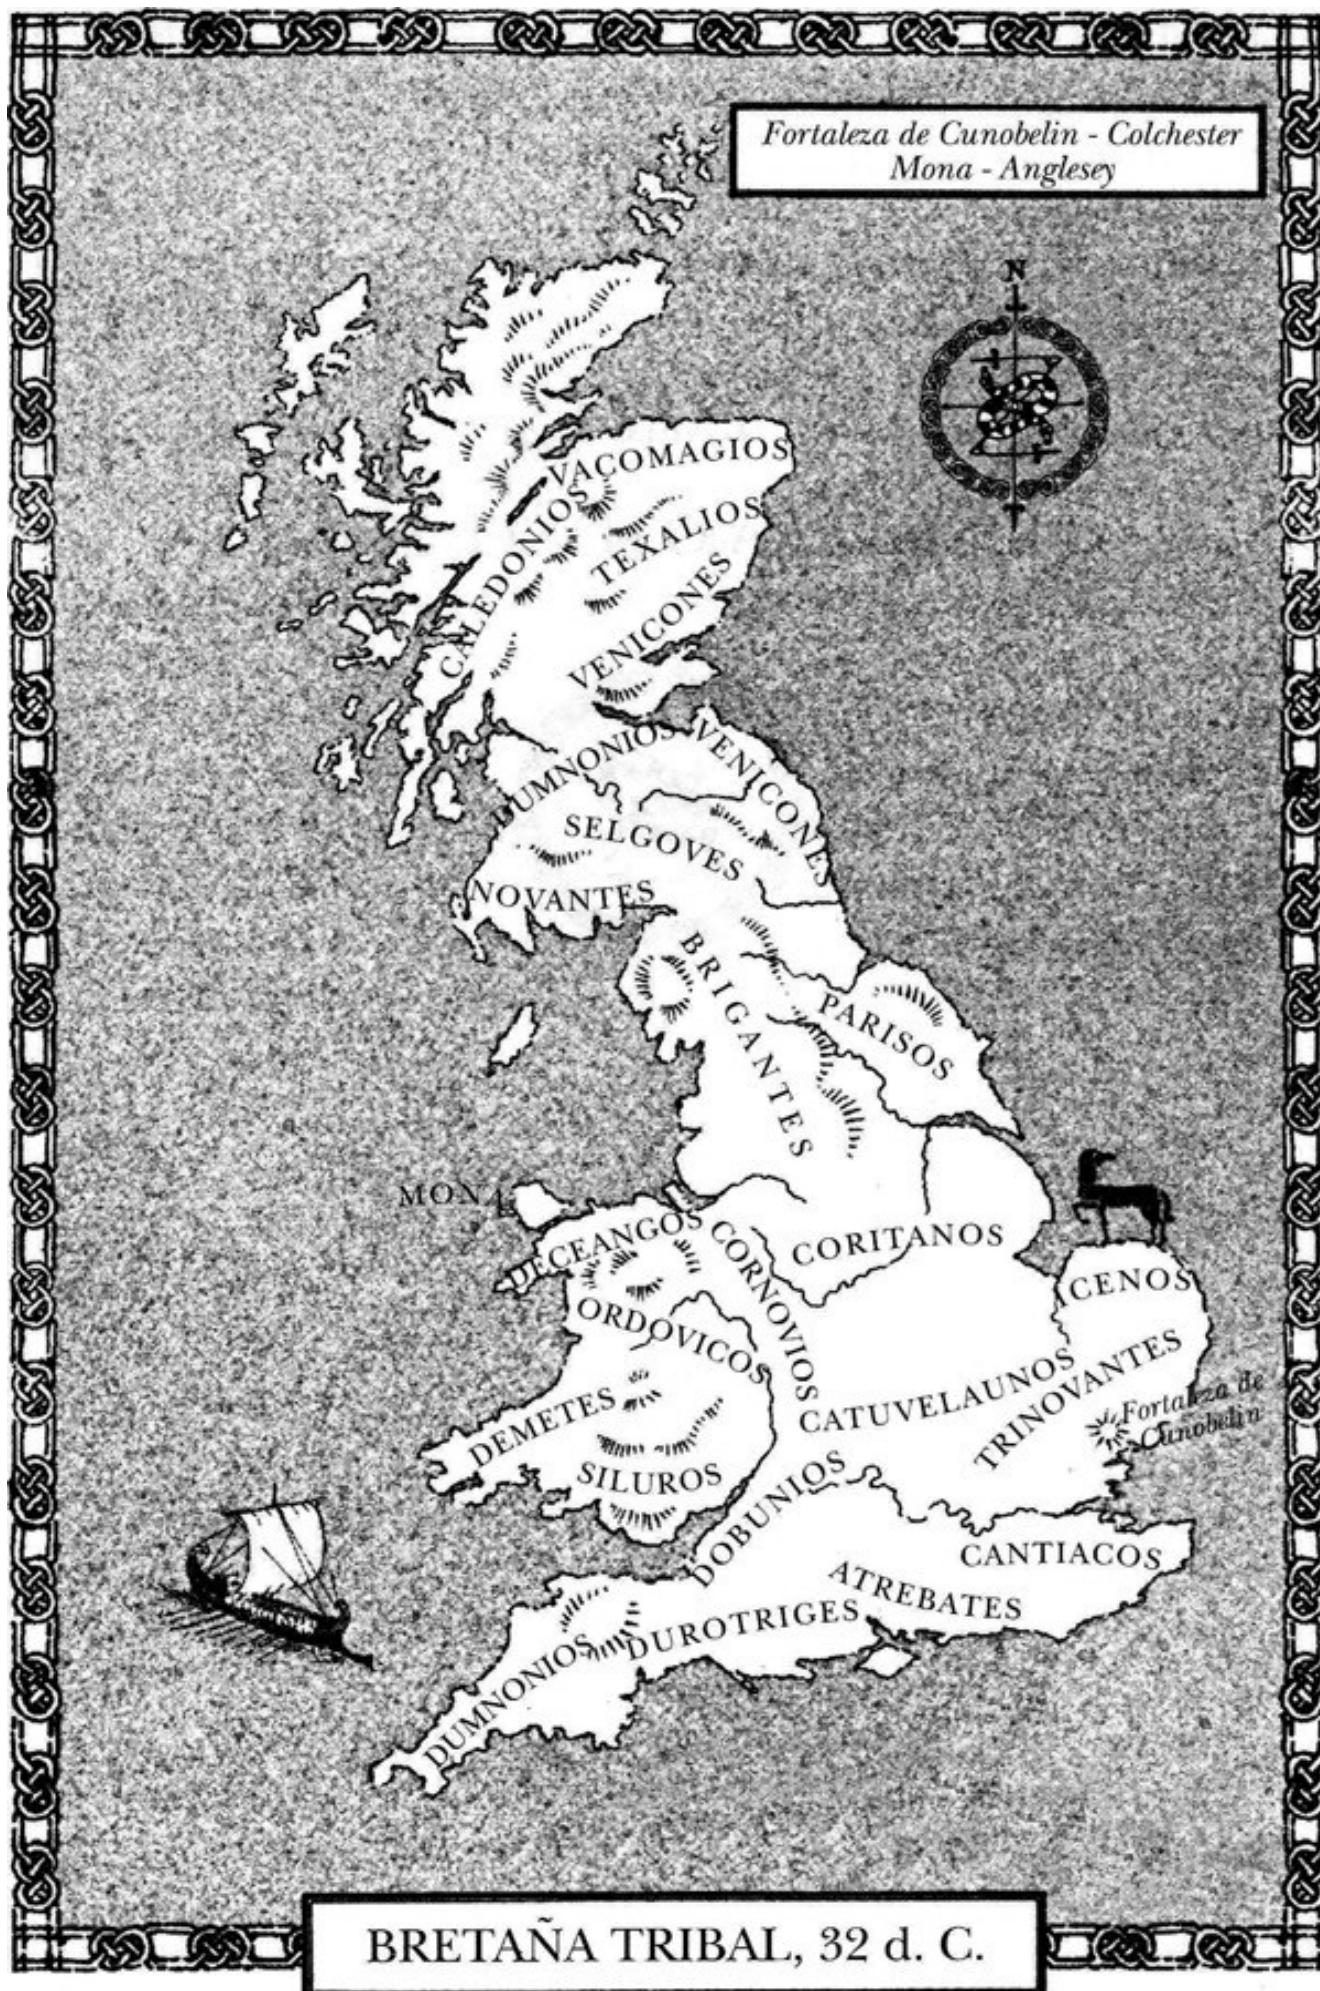 Fortaleza de Cunobelin - Colchester
Mona - Anglesey
N
VACOMAGIOS
CALEDONIOS
TEXALIOS
VENICONES
DUMNONIOS
VENICONES
SELGOVES
NOVANTES
BRIGANTES
PARISOS
MONA
DECEANGOS
CORNOVIOS
CORITANOS
ICENOS
ORDOVICOS
CATUVELAUNOS
TRINOVANTES
DEMETES
Fortaleza de
Cunobelin
SILUROS
DOBUNIOS
CANTIACOS
ATREBATES
DUROTRIGES
DUMNONIOS
BRETAÑA TRIBAL, 32 d. C.